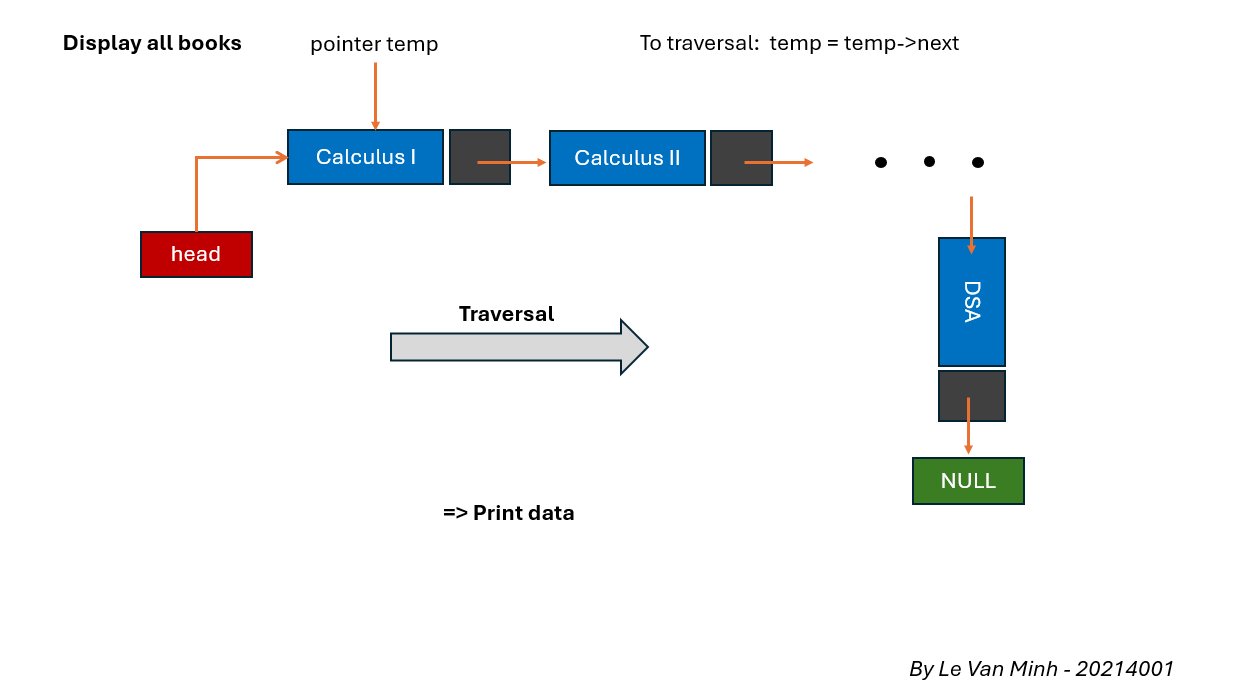 Display all books
pointer temp
To traversal: temp = temp->next
Calculus I
Calculus II
head
DSA
Traversal
NULL
=> Print data
By Le Van Minh - 20214001